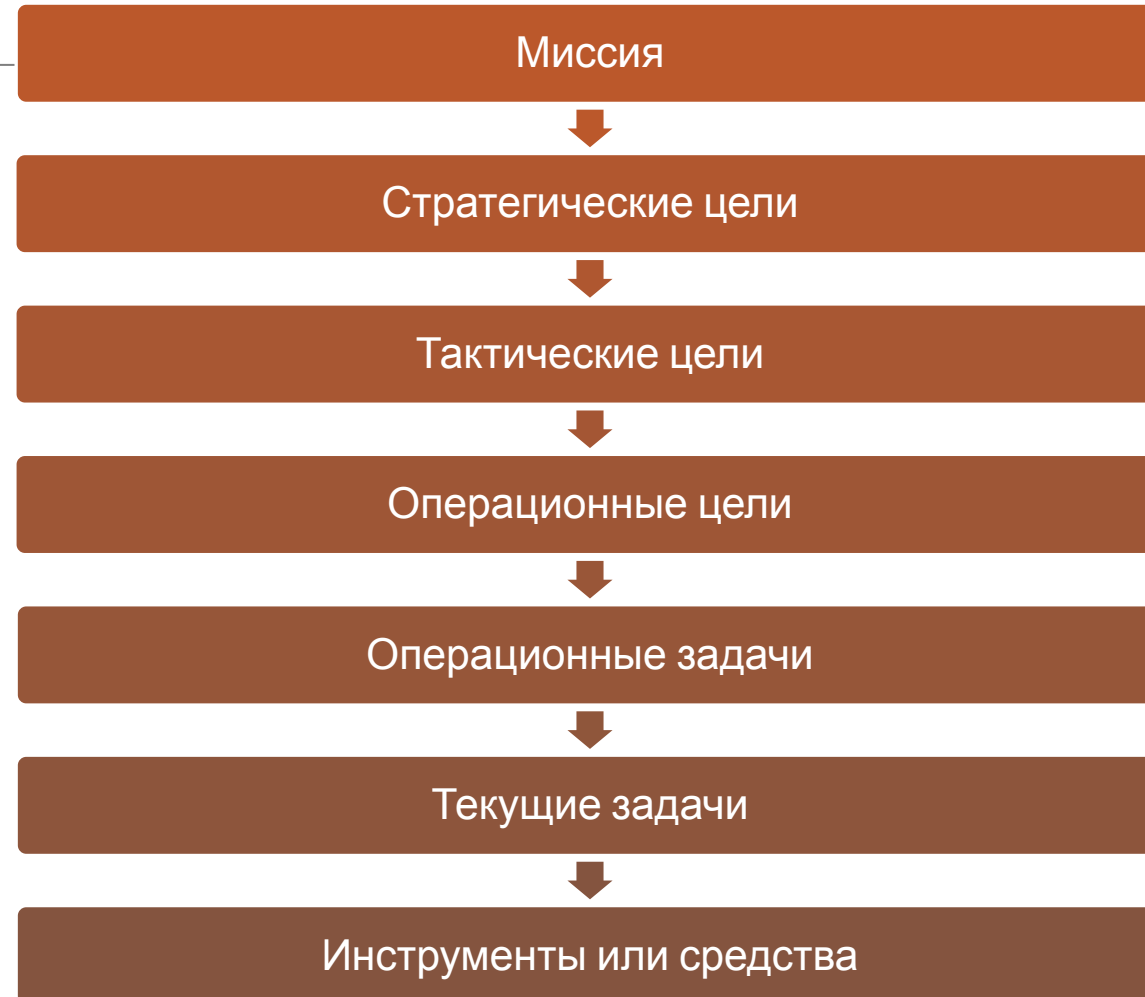 Миссия
Стратегические цели
Тактические цели
Операционные цели
Операционные задачи
Текущие задачи
Инструменты или средства